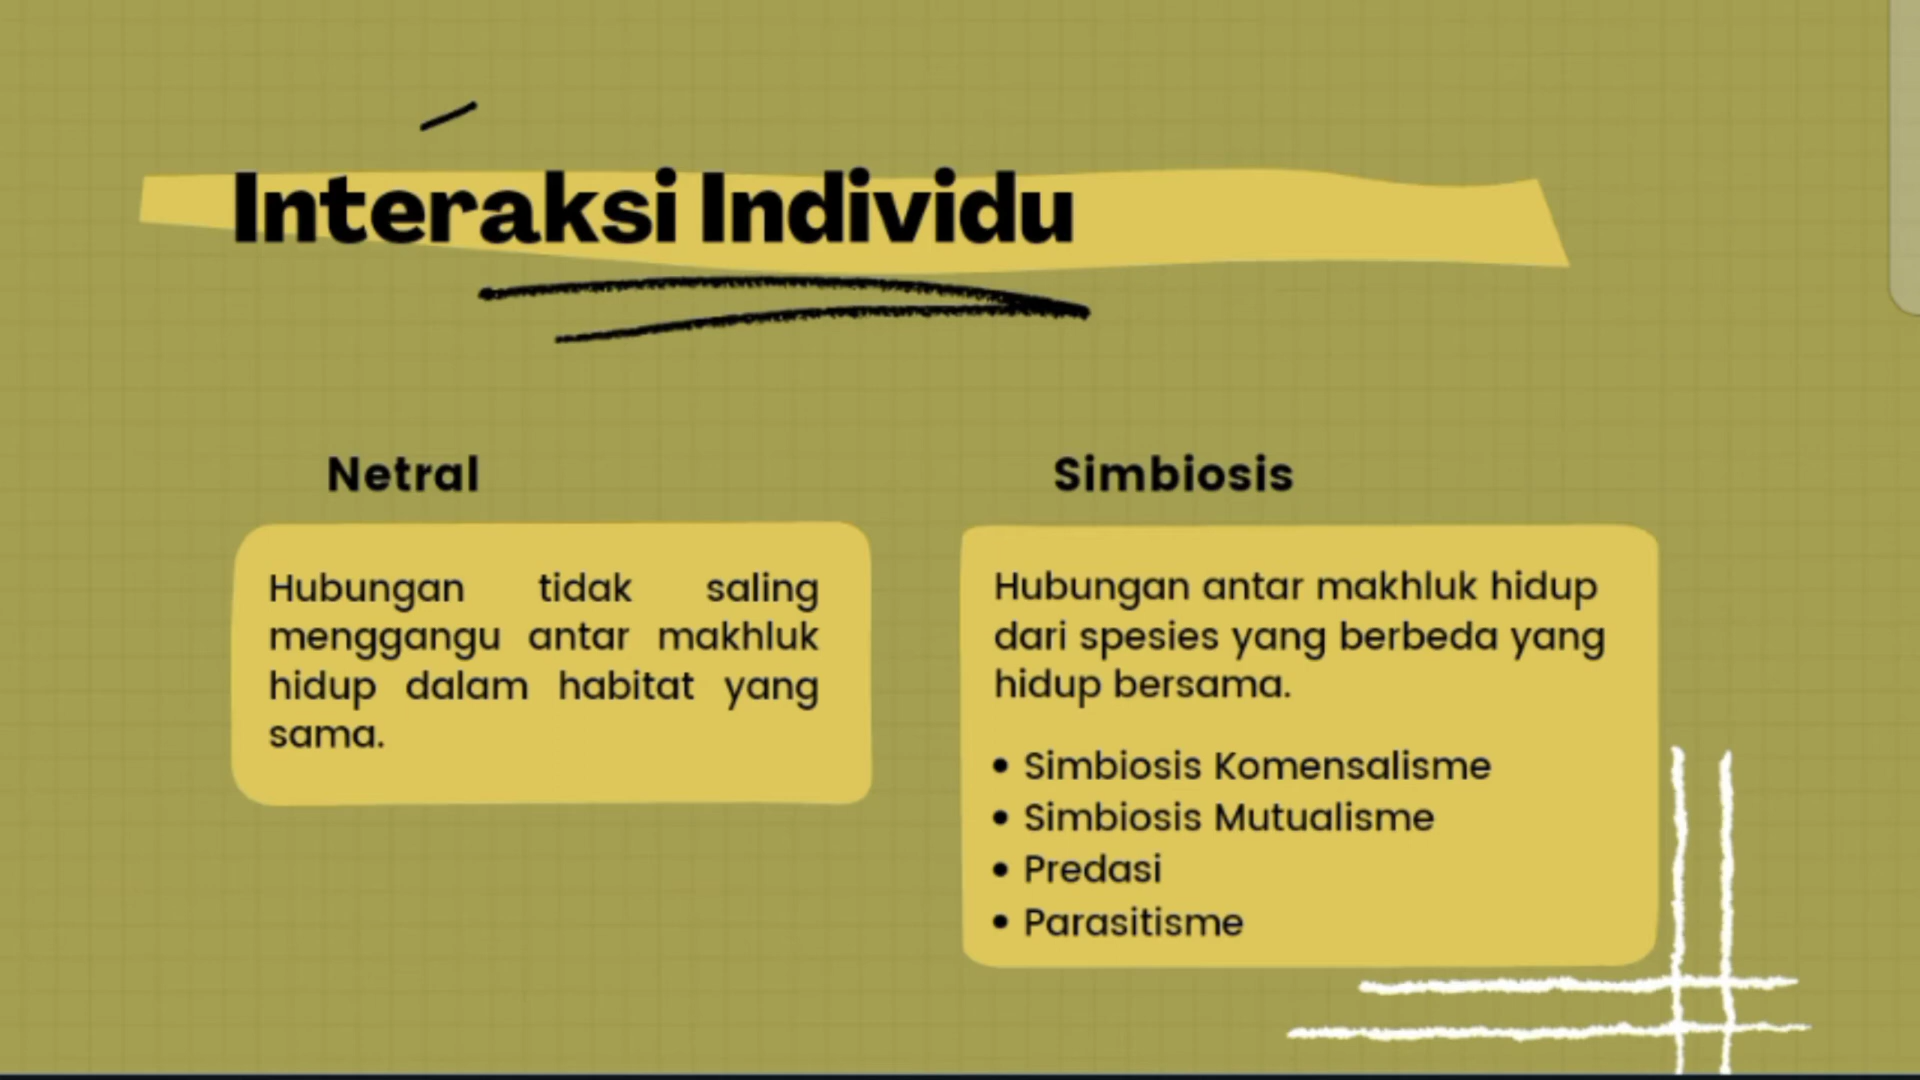 Interaksi Individu
Netral
Hubungan tidak saling
menggangu antar makhluk
hidup dalam habitat yang
sama.
Simbiosis
Hubungan antar makhluk hidup
dari spesies yang berbeda yang
hidup bersama.
• Simbiosis Komensalisme
• Simbiosis Mutualisme
• Predasi
• Parasitisme